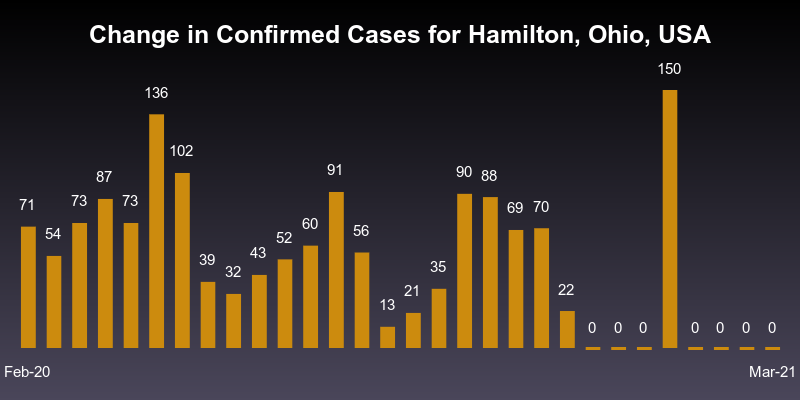 Change in Confirmed Cases for Hamilton, Ohio, USA
71 54 73 87 73 136 102 39 32 43 52 60 91 56 13 21 35 90 88 69 70 22 0 0 0 150 0 0 0 0
Feb-20 Mar-21